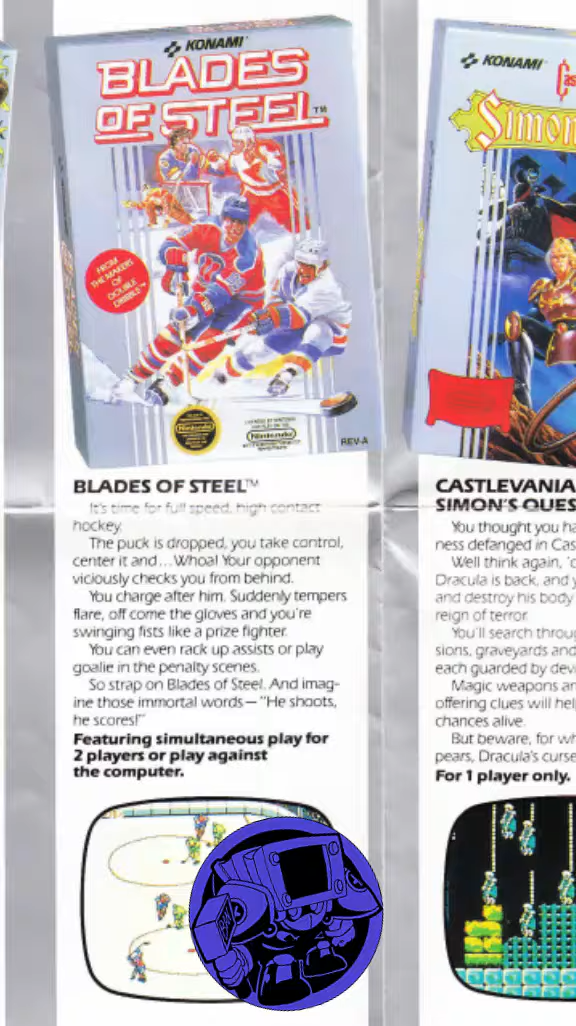 KONAMI
BLADES
OF STEEL™
FROM
THE MAKERS
OF
DOUBLE
DRIBBLE™
Nintendo
Nintendo
REV-A
BLADES OF STEEL™
It's time for full speed, high contact
hockey.
The puck is dropped, you take control,
center it and...Whoa! Your opponent
viciously checks you from behind.
You charge after him. Suddenly tempers
flare, off come the gloves and you're
swinging fists like a prize fighter.
You can even rack up assists or play
goalie in the penalty scenes.
So strap on Blades of Steel. And imag-
ine those immortal words — "He shoots,
he scores!"
Featuring simultaneous play for
2 players or play against
the computer.
KONAMI
Cas
Simon
CASTLEVANIA
SIMON'S QUES
You thought you ha
ness defanged in Cas
Well think again, 'c
Dracula is back, and y
and destroy his body
reign of terror.
You'll search throug
sions, graveyards and
each guarded by devi
Magic weapons an
offering clues will hel
chances alive.
But beware, for wh
pears, Dracula's curse
For 1 player only.